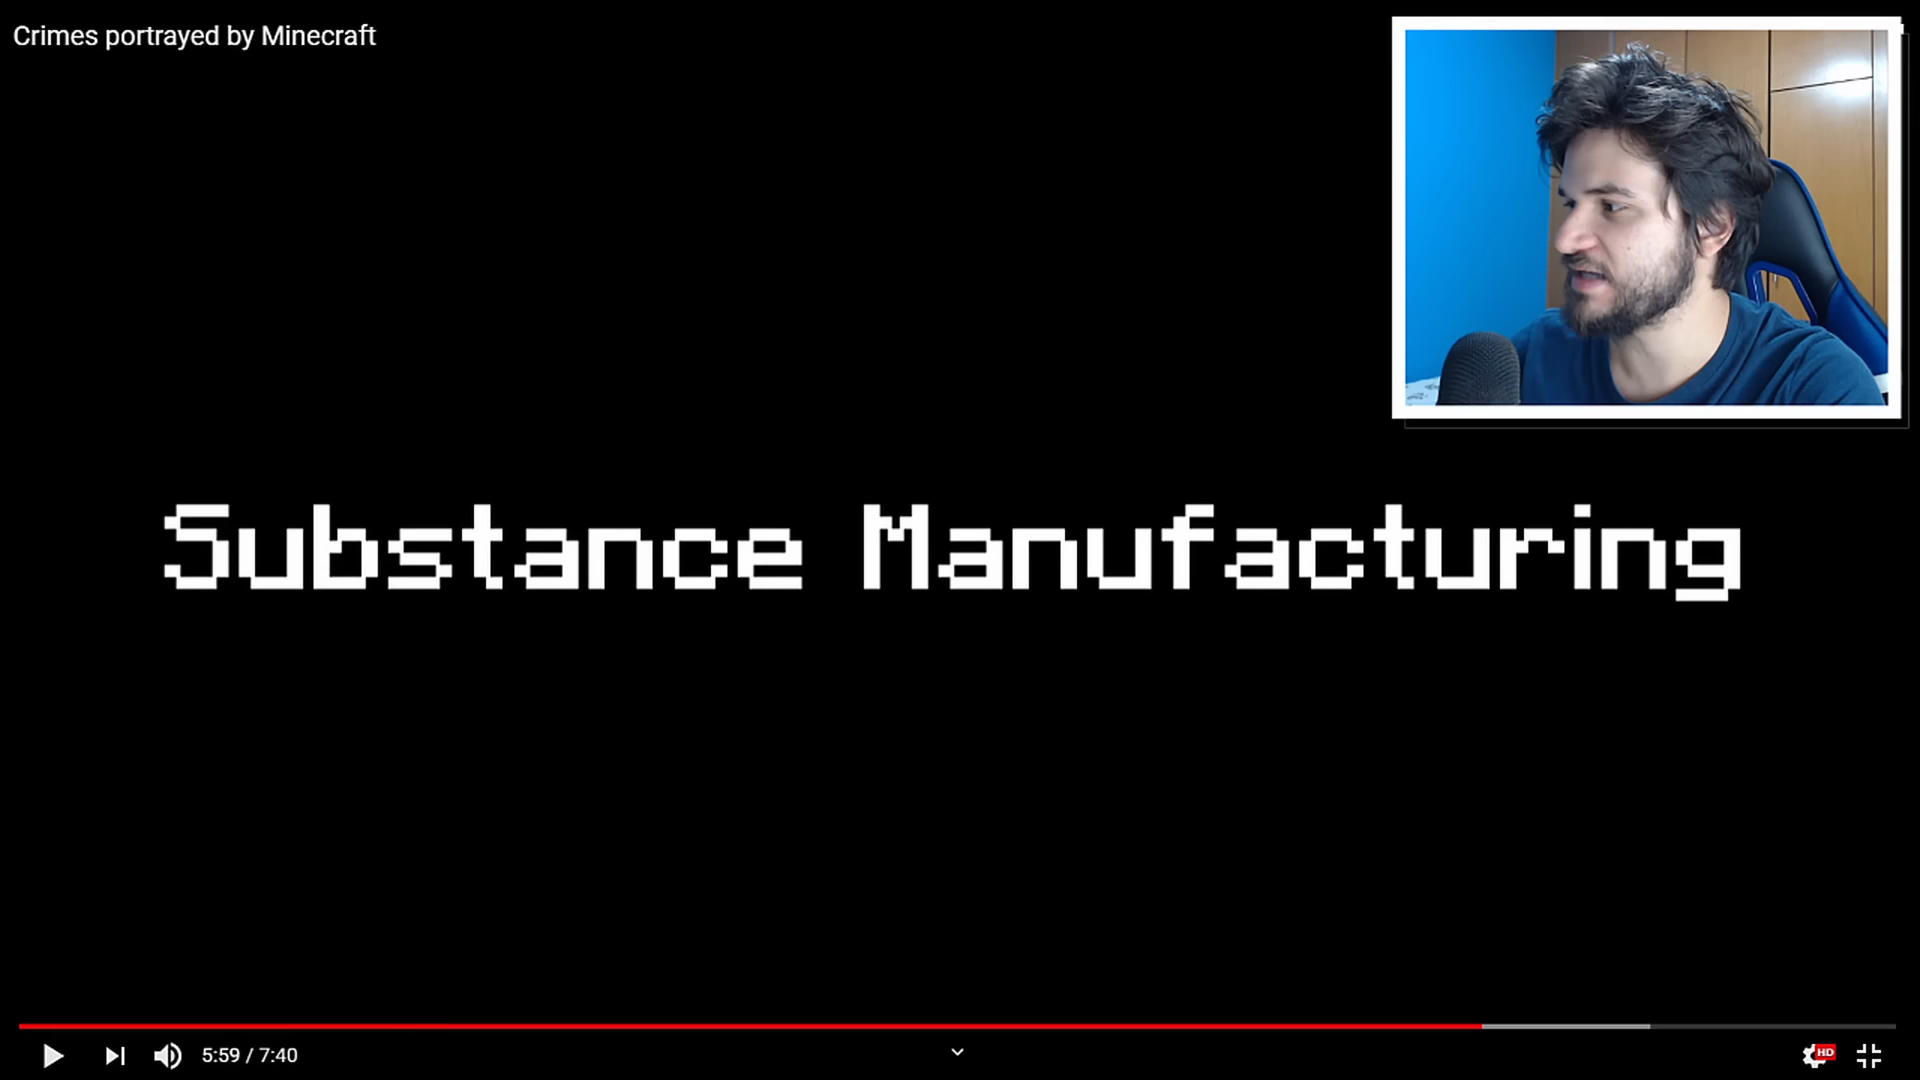 Crimes portrayed by Minecraft
Substance Manufacturing
5:59 / 7:40
HD